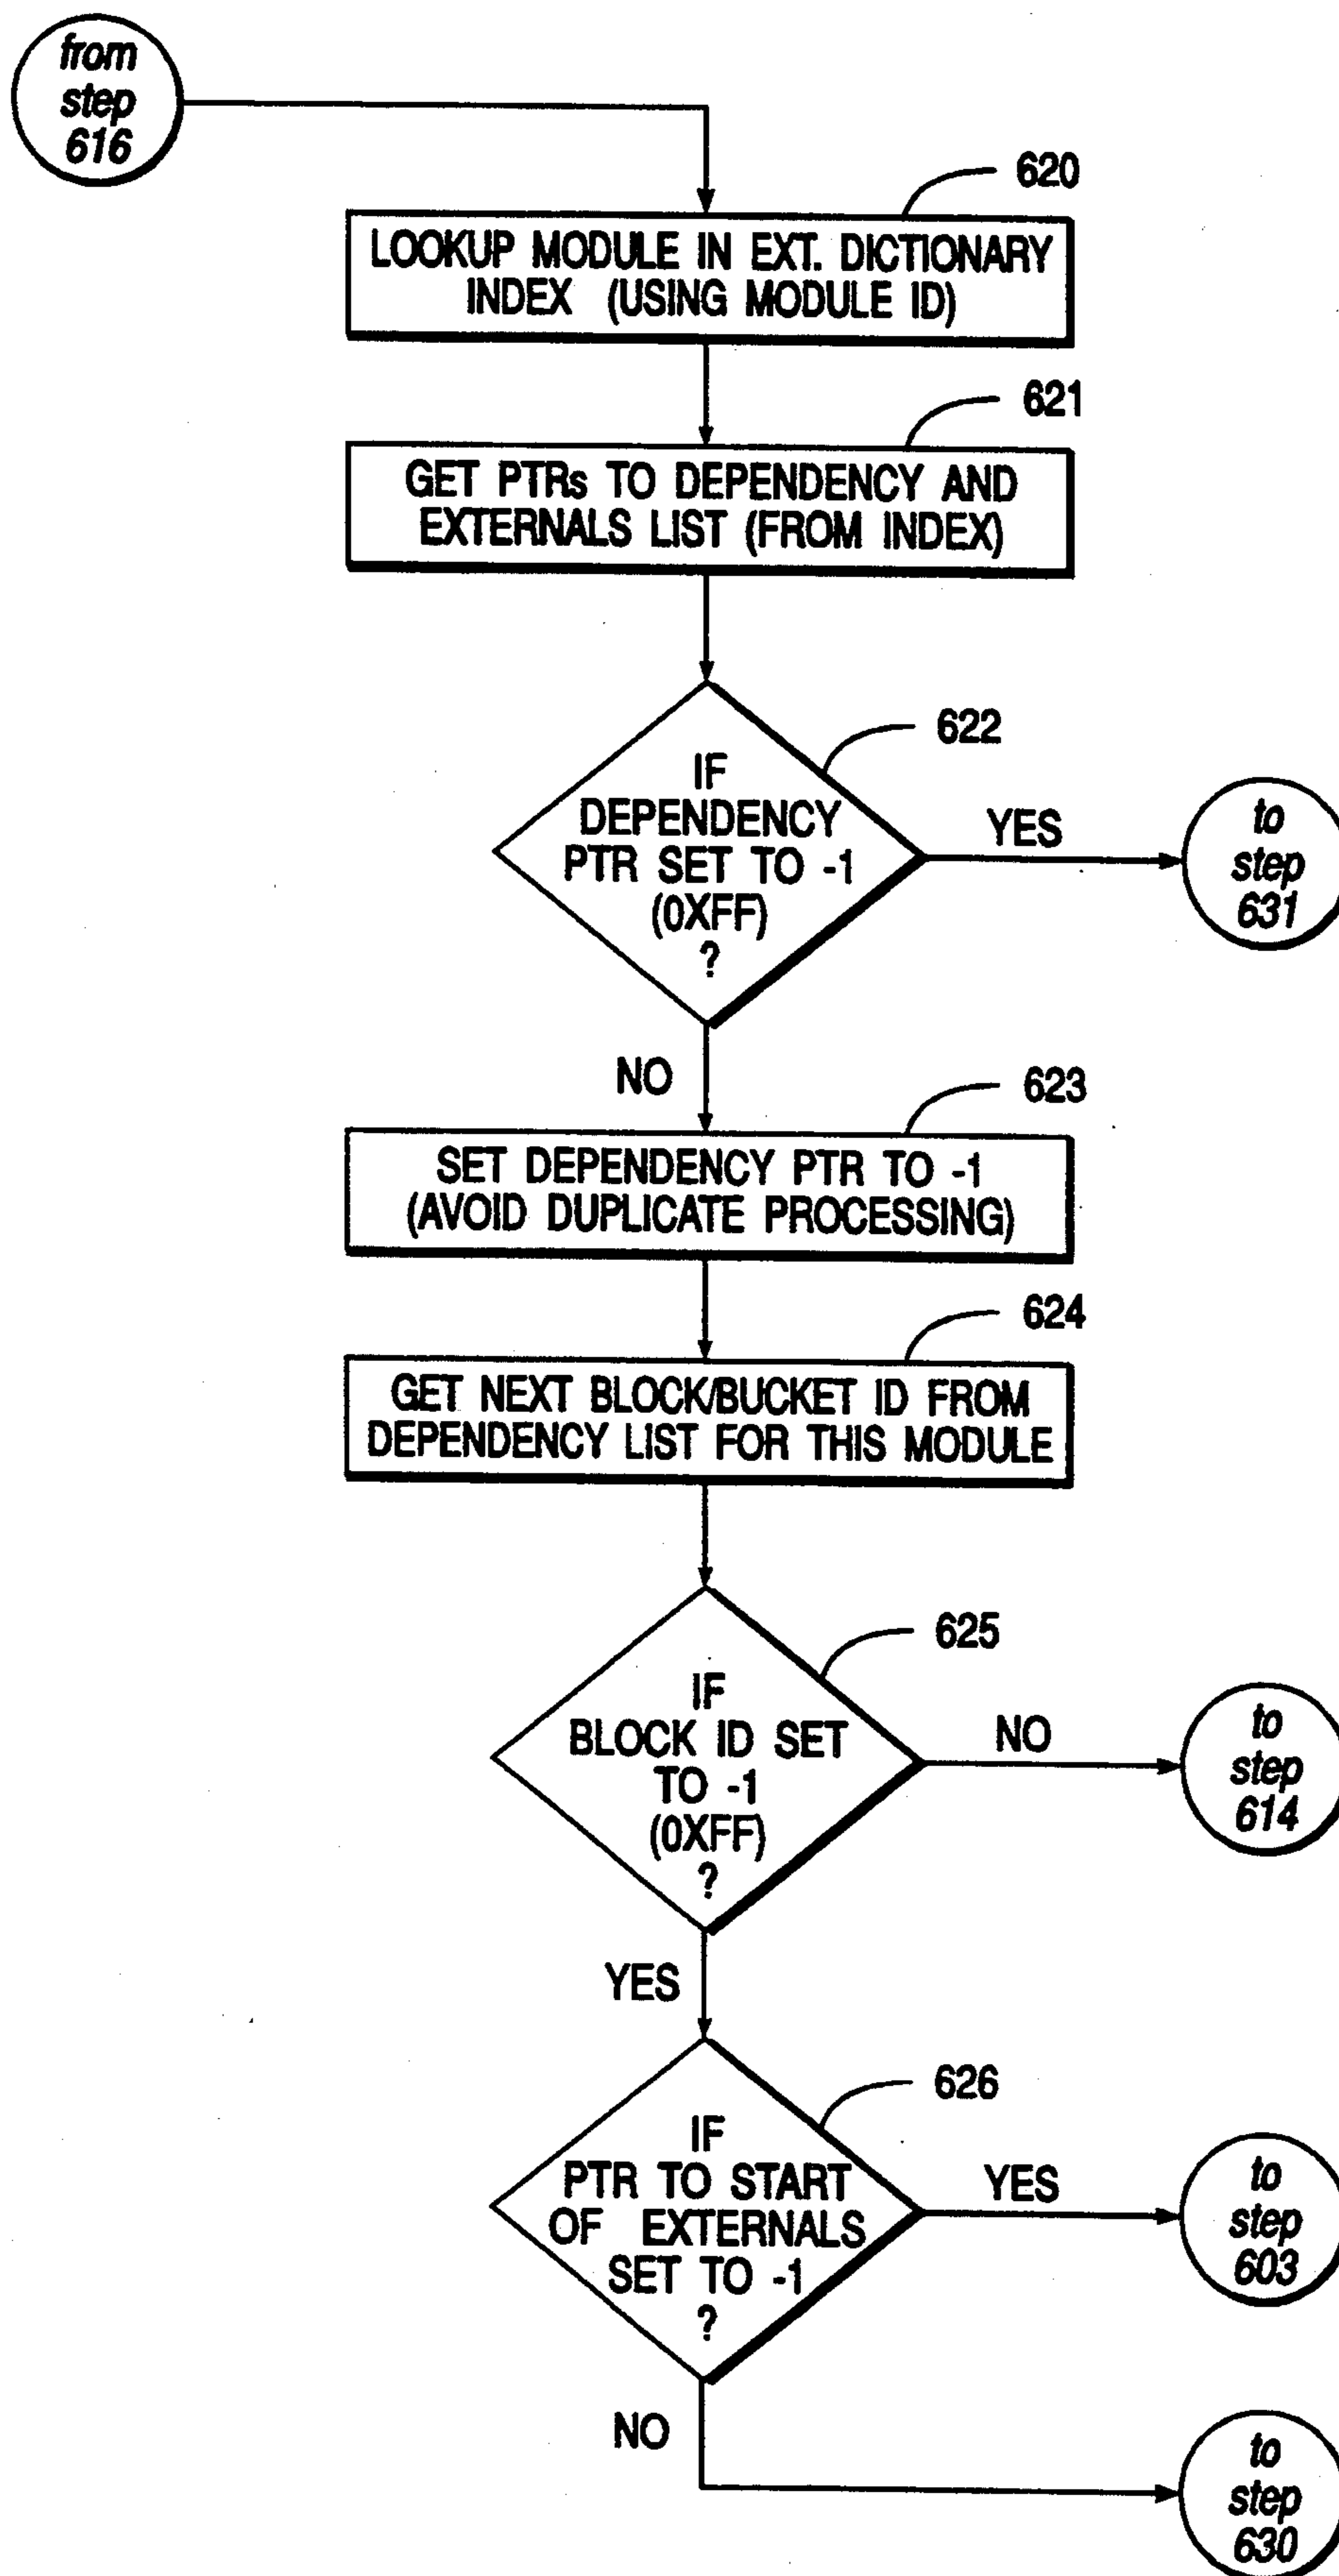 from
step
616
620
LOOKUP MODULE IN EXT. DICTIONARY
INDEX (USING MODULE ID)
621
GET PTRs TO DEPENDENCY AND
EXTERNALS LIST (FROM INDEX)
622
IF
DEPENDENCY
PTR SET TO -1
(0XFF)
?
YES
to
step
631
NO
623
SET DEPENDENCY PTR TO -1
(AVOID DUPLICATE PROCESSING)
624
GET NEXT BLOCK/BUCKET ID FROM
DEPENDENCY LIST FOR THIS MODULE
625
IF
BLOCK ID SET
TO -1
(0XFF)
?
NO
to
step
614
YES
626
IF
PTR TO START
OF EXTERNALS
SET TO -1
?
YES
to
step
603
NO
to
step
630